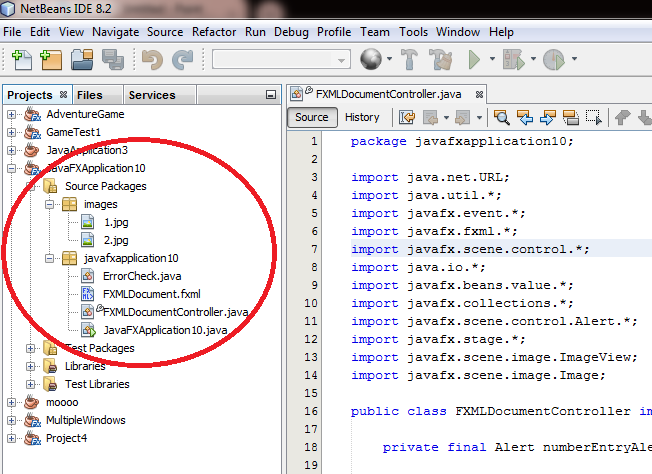 NetBeans IDE 8.2
File Edit View Navigate Source Refactor Run Debug Profile Team Tools Window Help
Projects Files Services
AdventureGame
GameTest1
JavaApplication3
JavaFXApplication10
Source Packages
images
1.jpg
2.jpg
javafxapplication10
ErrorCheck.java
FXMLDocument.fxml
FXMLDocumentController.java
JavaFXApplication10.java
Test Packages
Libraries
Test Libraries
moooo
MultipleWindows
Project4
FXMLDocumentController.java
Source History
1 package javafxapplication10;
2
3 import java.net.URL;
4 import java.util.*;
5 import javafx.event.*;
6 import javafx.fxml.*;
7 import javafx.scene.control.*;
8 import java.io.*;
9 import javafx.beans.value.*;
10 import javafx.collections.*;
11 import javafx.scene.control.Alert.*;
12 import javafx.stage.*;
13 import javafx.scene.image.ImageView;
14 import javafx.scene.image.Image;
15
16 public class FXMLDocumentController im
17
18 private final Alert numberEntryAle
19